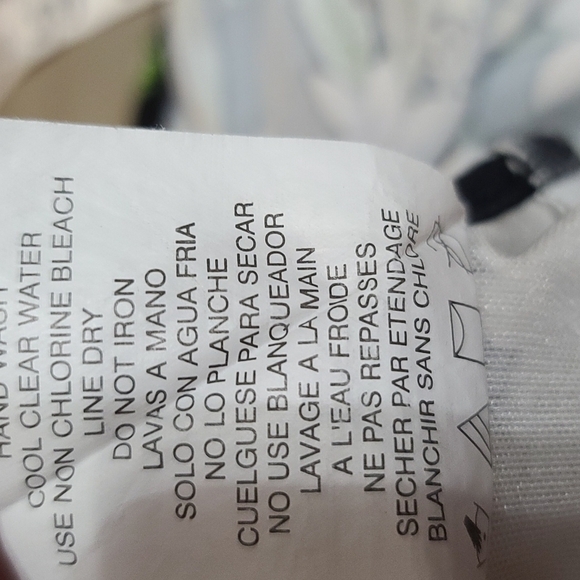 HAND WASH
COOL CLEAR WATER
USE NON CHLORINE BLEACH
LINE DRY
DO NOT IRON
LAVAS A MANO
SOLO CON AGUA FRIA
NO LO PLANCHE
CUELGUESE PARA SECAR
NO USE BLANQUEADOR
LAVAGE A LA MAIN
A L'EAU FROIDE
NE PAS REPASSES
SECHER PAR ETENDAGE
BLANCHIR SANS CHLORE